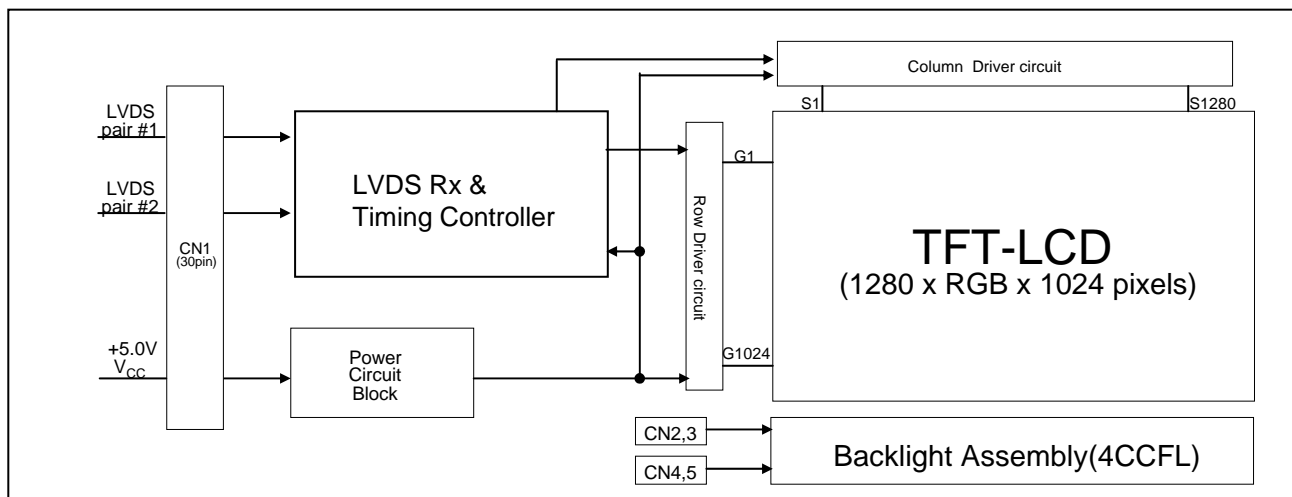 Column Driver circuit
S1
S1280
LVDS
pair #1
LVDS
pair #2
CN1
(30pin)
LVDS Rx &
Timing Controller
Row Driver circuit
G1
G1024
TFT-LCD
(1280 x RGB x 1024 pixels)
+5.0V
VCC
Power
Circuit
Block
CN2,3
CN4,5
Backlight Assembly(4CCFL)